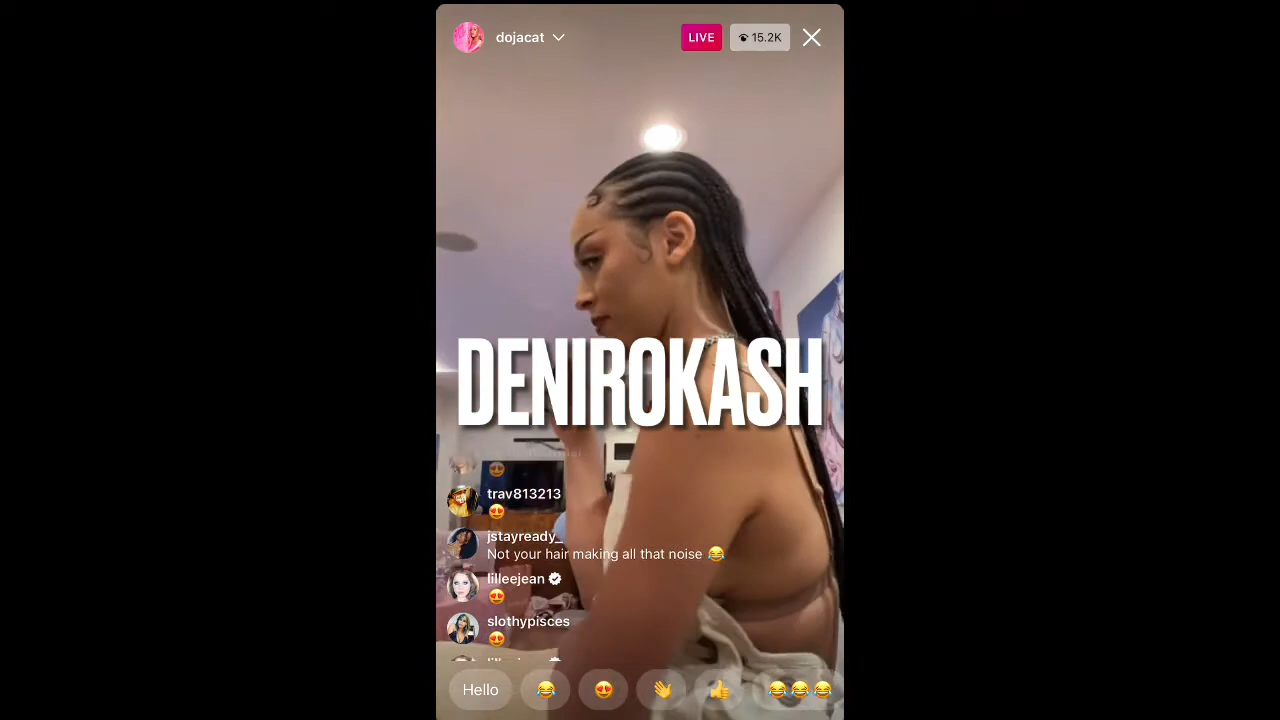 dojacat
LIVE
15.2K
DENIROKASH
😍
trav813213
😍
jstayready_
Not your hair making all that noise 😂
lilleejean
😍
slothypisces
😍
Hello
😂
😍
👋
👍
😂😂😂